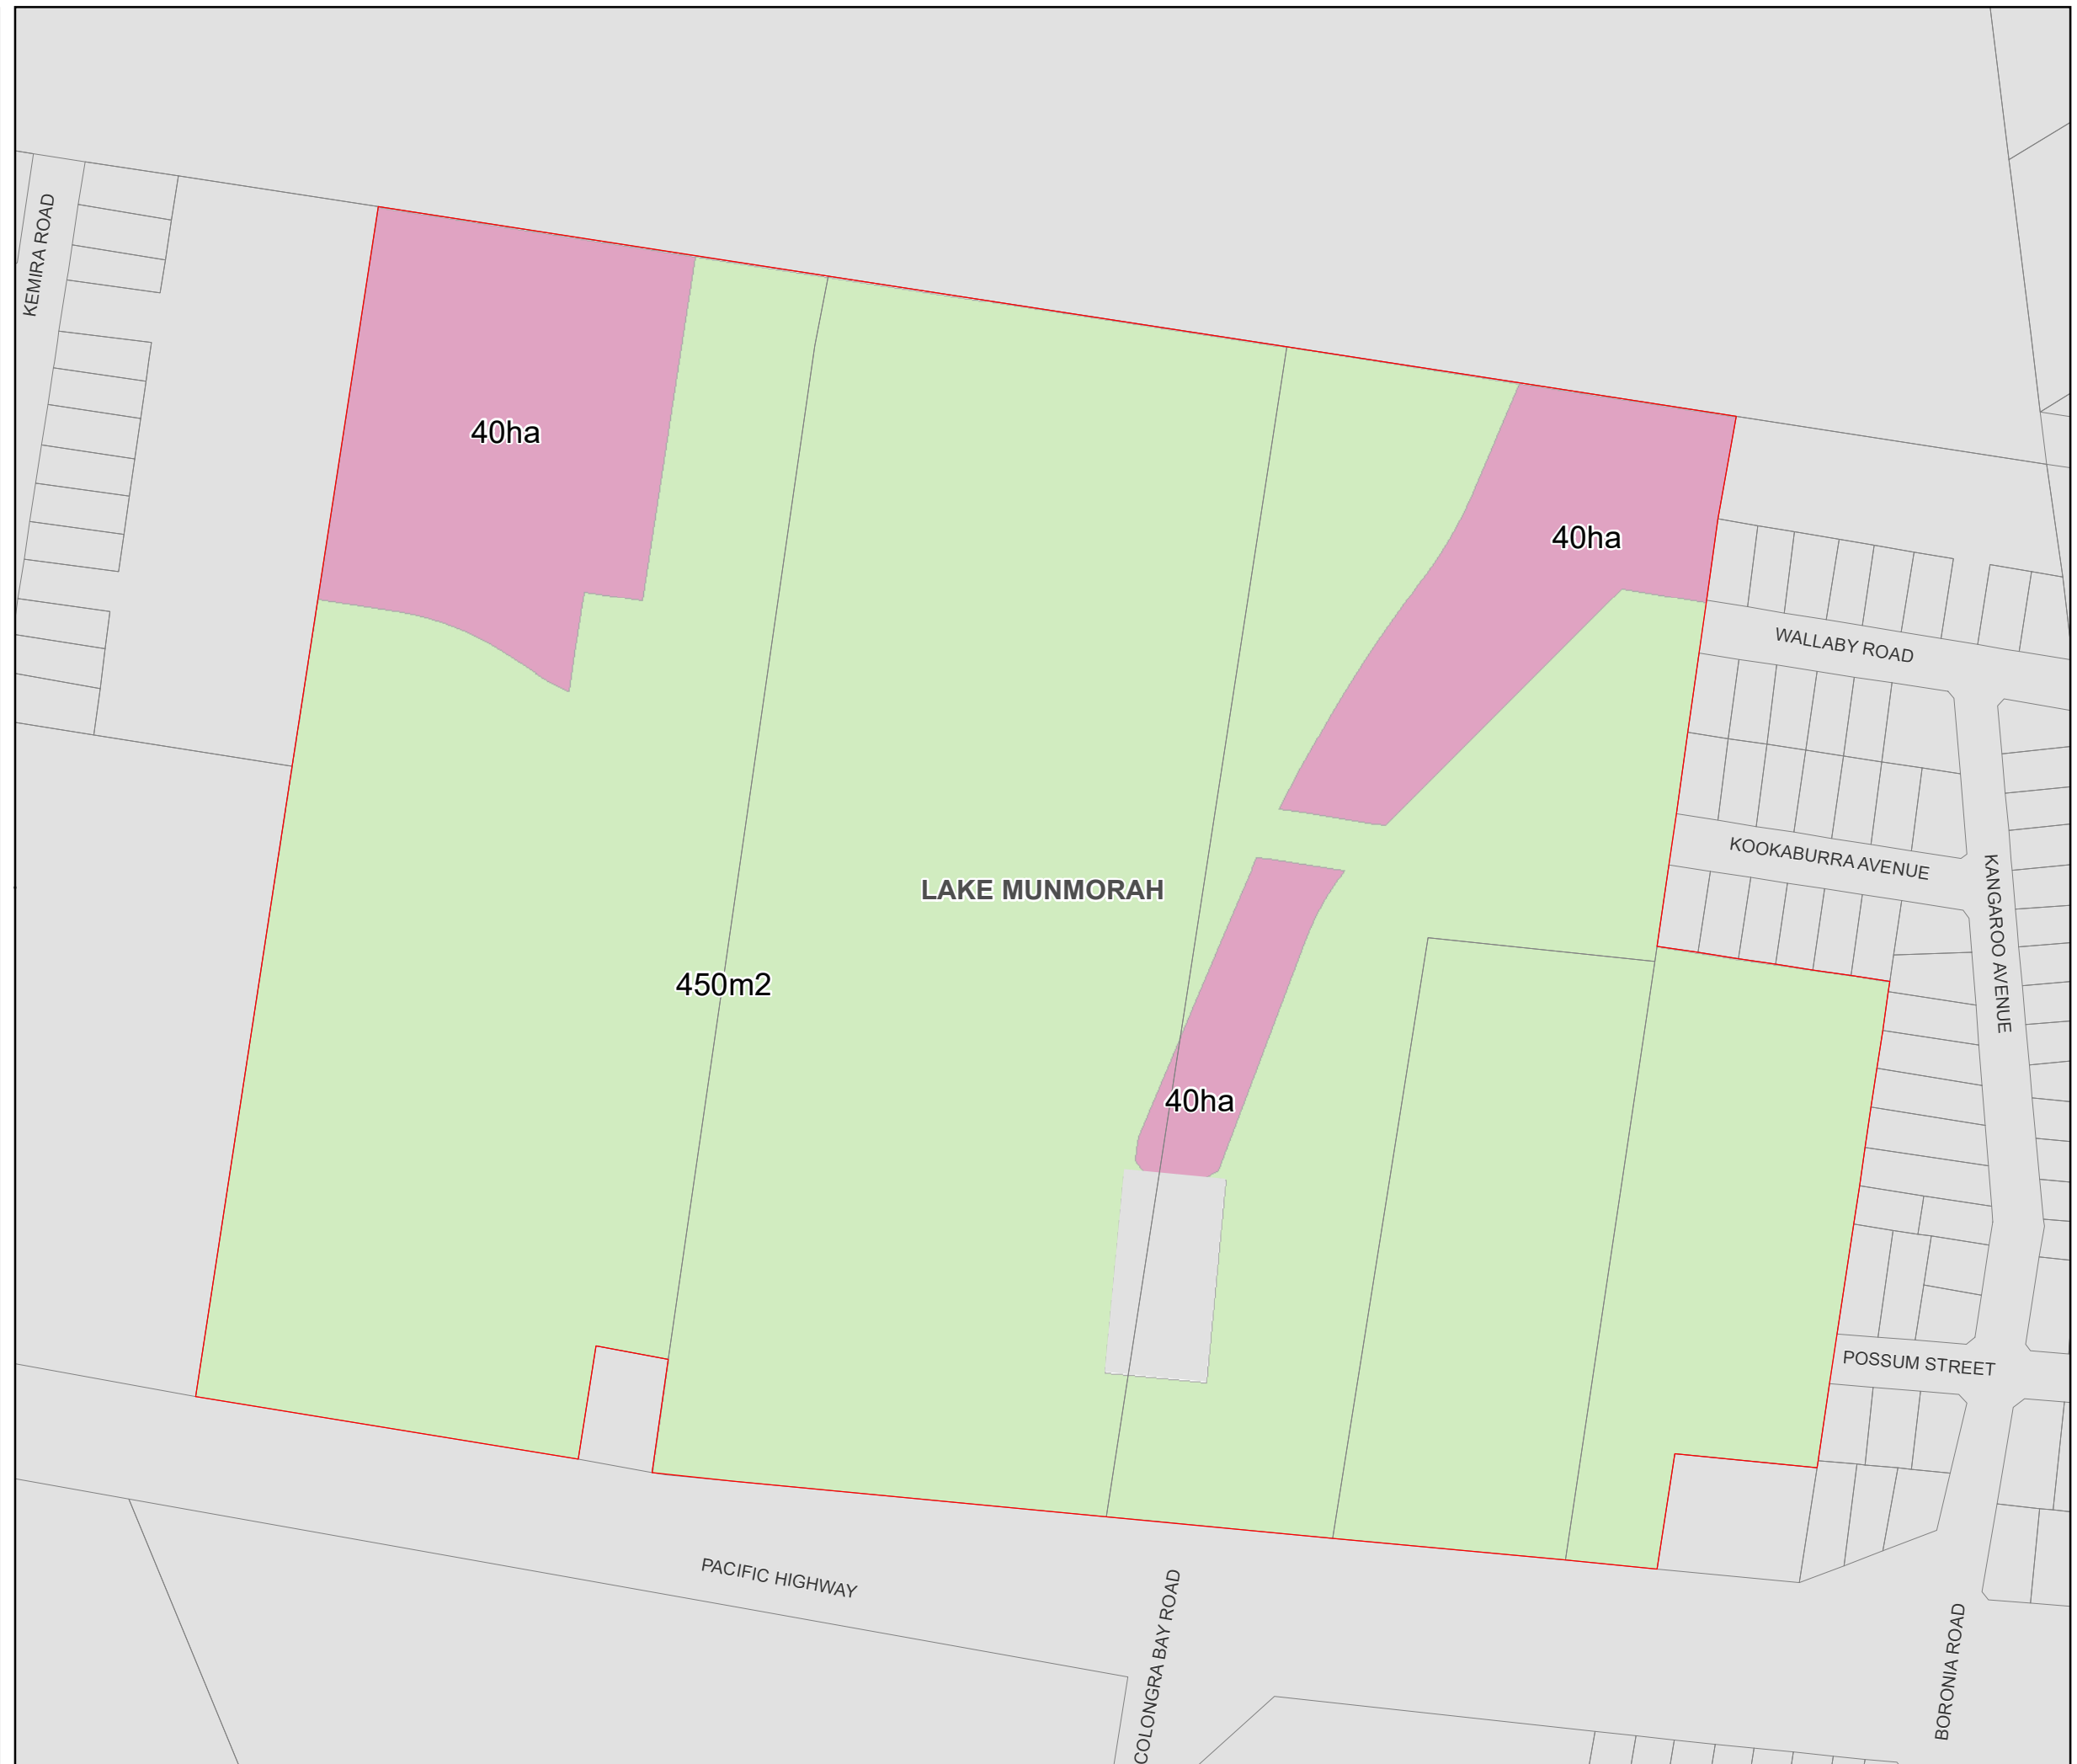 KEMIRA ROAD
40ha
40ha
WALLABY ROAD
KOOKABURRA AVENUE
KANGAROO AVENUE
LAKE MUNMORAH
450m2
40ha
POSSUM STREET
PACIFIC HIGHWAY
COLONGRA BAY ROAD
BORONIA ROAD